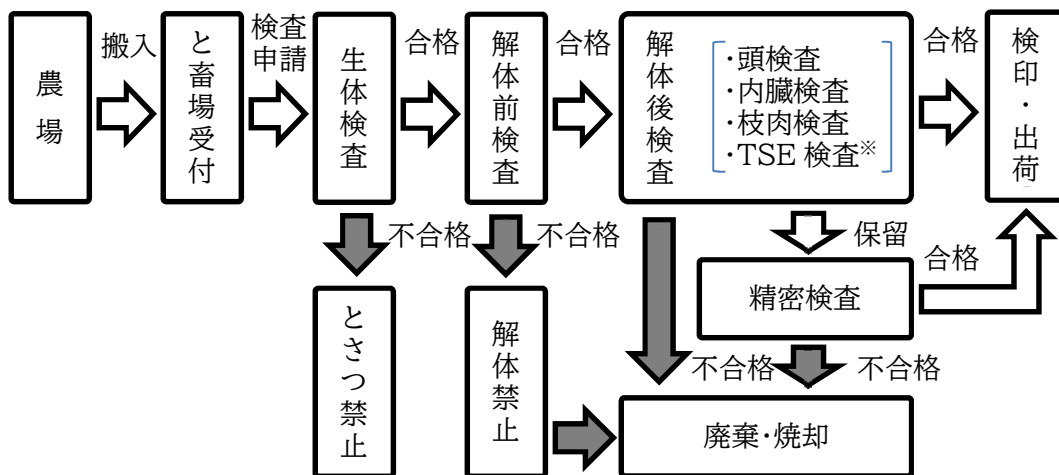 農場
搬入
と畜場受付
検査
申請
生体検査
合格
解体前検査
合格
解体後検査
・頭検査
・内臓検査
・枝肉検査
・TSE 検査※
合格
検印・出荷
不合格
不合格
保留
精密検査
合格
とさつ禁止
解体禁止
不合格
不合格
廃棄・焼却